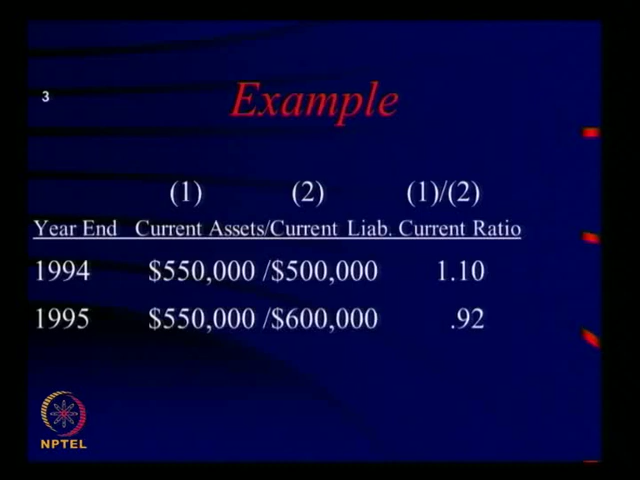 3
Example
(1) (2) (1)/(2)
Year End Current Assets/Current Liab. Current Ratio
1994 $550,000 /$500,000 1.10
1995 $550,000 /$600,000 .92
NPTEL